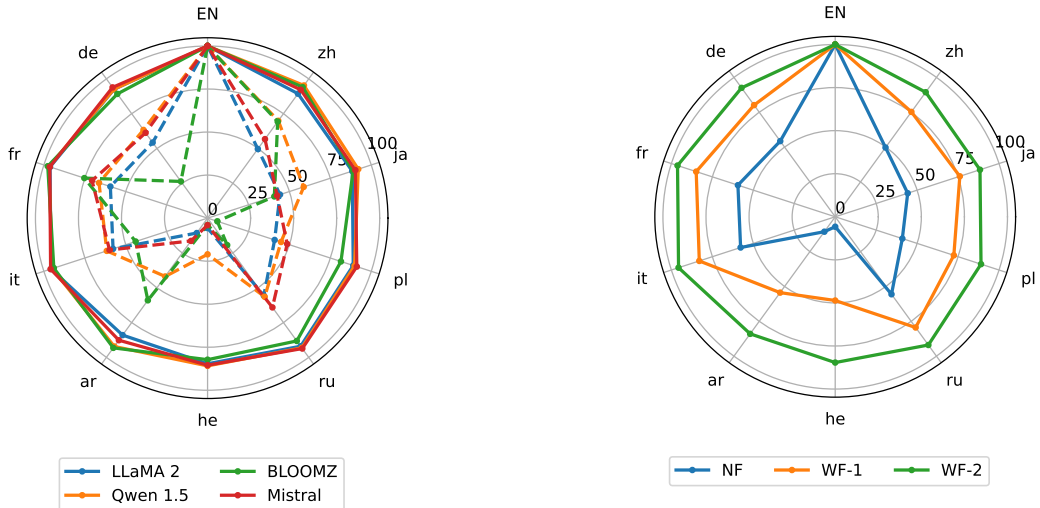 EN
zh
ja
pl
ru
he
ar
it
fr
de
0
25
50
75
100
LLaMA 2
Qwen 1.5
BLOOMZ
Mistral
EN
zh
ja
pl
ru
he
ar
it
fr
de
0
25
50
75
100
NF
WF-1
WF-2